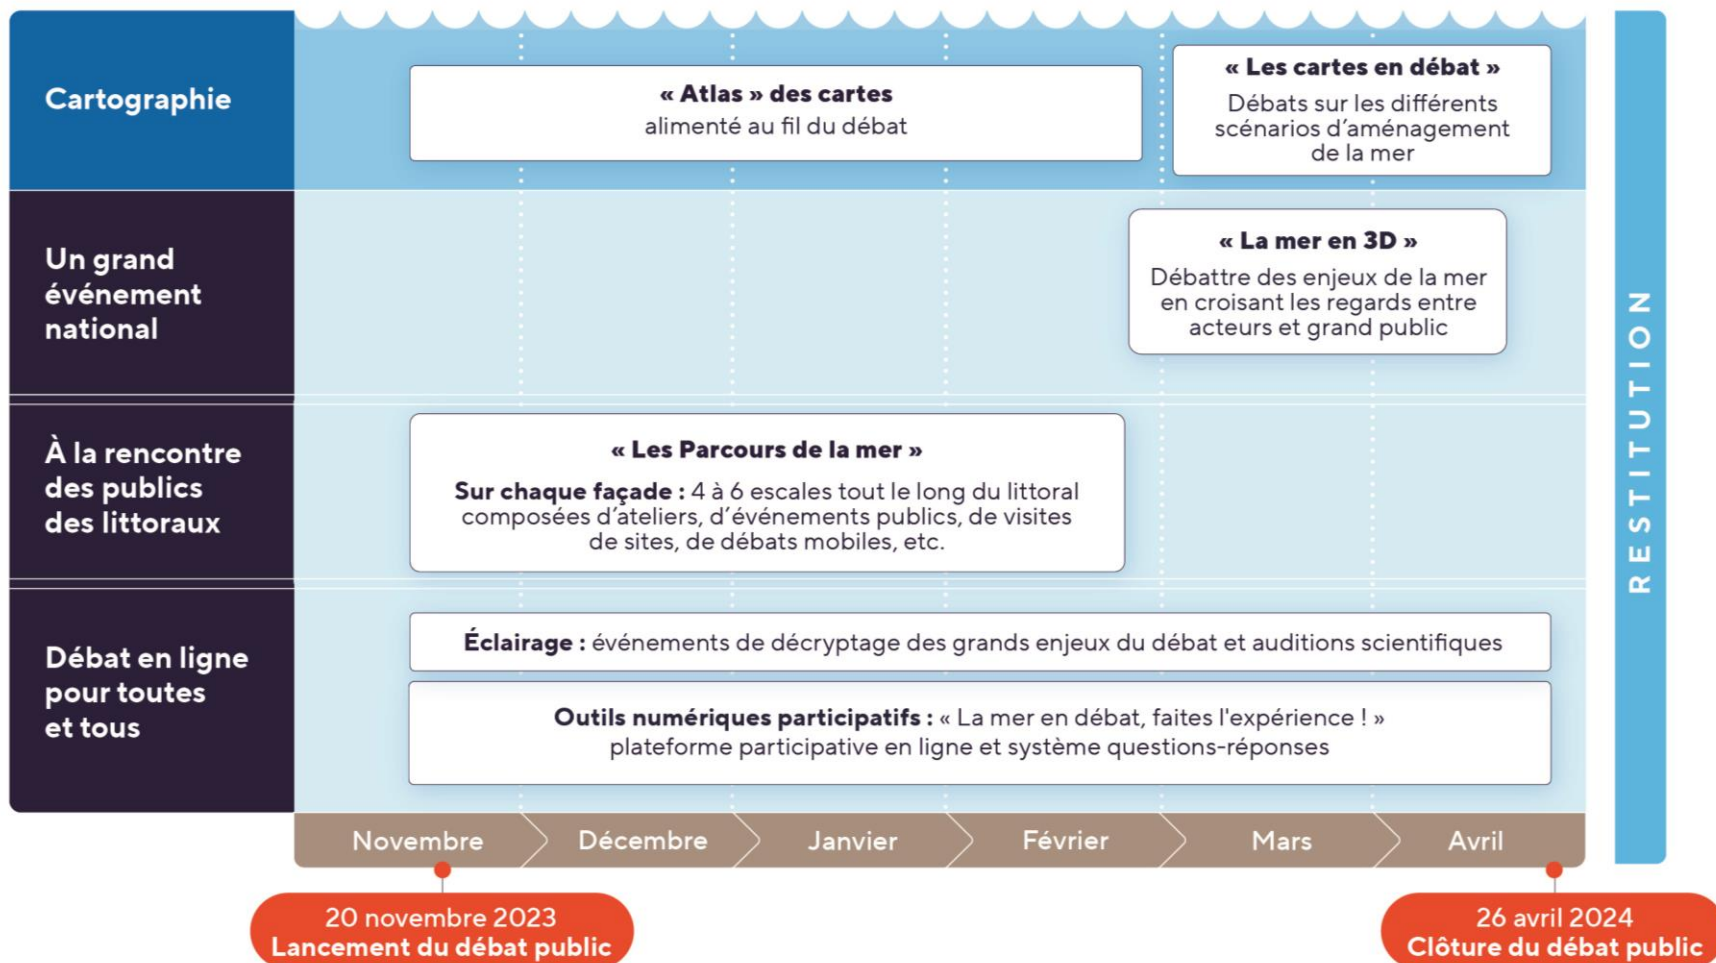 Cartographie
« Atlas » des cartes
alimenté au fil du débat
« Les cartes en débat »
Débats sur les différents
scénarios d’aménagement
de la mer
Un grand
événement
national
« La mer en 3D »
Débattre des enjeux de la mer
en croisant les regards entre
acteurs et grand public
À la rencontre
des publics
des littoraux
« Les Parcours de la mer »
Sur chaque façade : 4 à 6 escales tout le long du littoral
composées d’ateliers, d’événements publics, de visites
de sites, de débats mobiles, etc.
Débat en ligne
pour toutes
et tous
Éclairage : événements de décryptage des grands enjeux du débat et auditions scientifiques
Outils numériques participatifs : « La mer en débat, faites l'expérience ! »
plateforme participative en ligne et système questions-réponses
RESTITUTION
Novembre
Décembre
Janvier
Février
Mars
Avril
20 novembre 2023
Lancement du débat public
26 avril 2024
Clôture du débat public